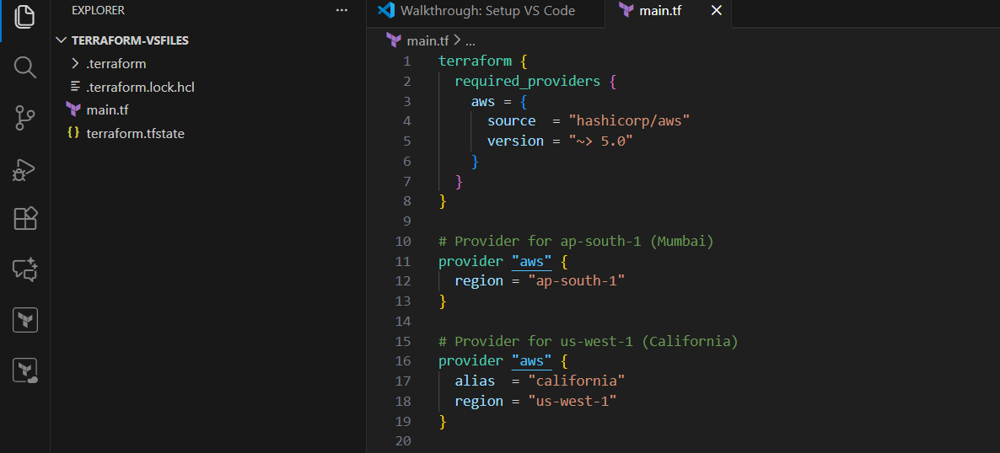 EXPLORER
...
TERRAFORM-VSFILES
.terraform
.terraform.lock.hcl
main.tf
{} terraform.tfstate
Walkthrough: Setup VS Code
main.tf
main.tf > ...
1 terraform {
2   required_providers {
3     aws = {
4       source  = "hashicorp/aws"
5       version = "~> 5.0"
6     }
7   }
8 }
9
10 # Provider for ap-south-1 (Mumbai)
11 provider "aws" {
12   region = "ap-south-1"
13 }
14
15 # Provider for us-west-1 (California)
16 provider "aws" {
17   alias  = "california"
18   region = "us-west-1"
19 }
20